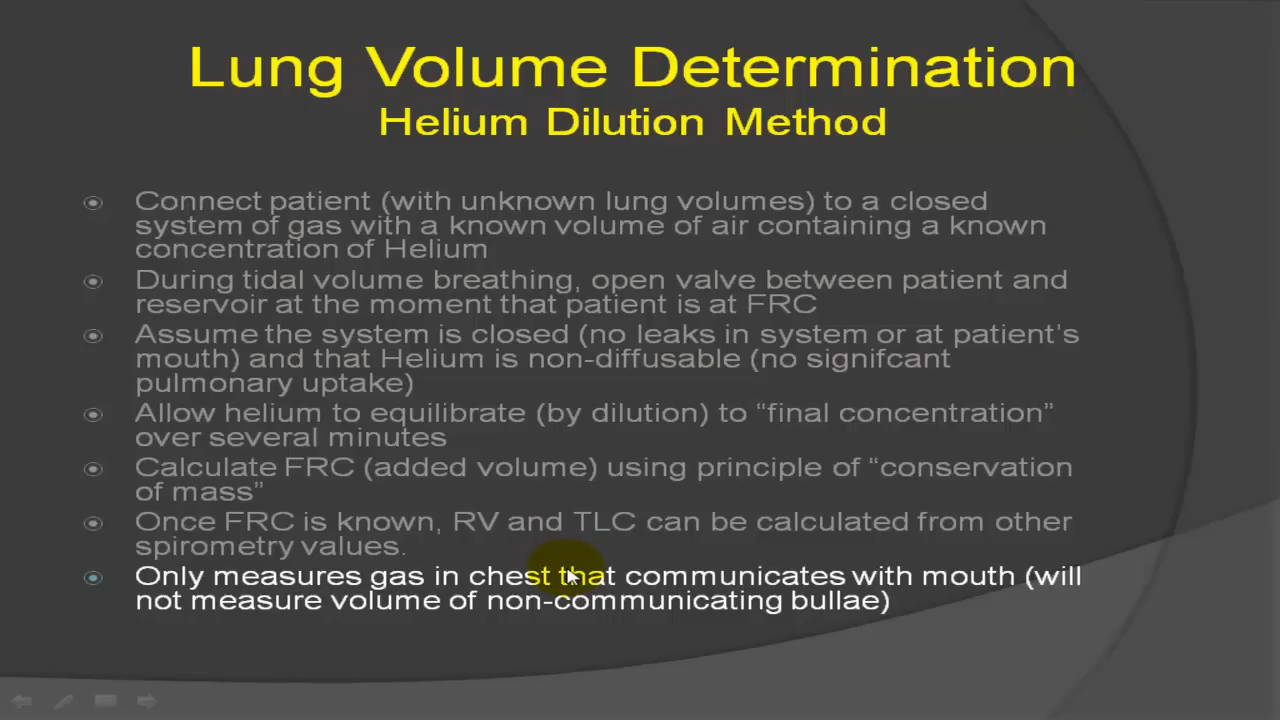 Lung Volume Determination
Helium Dilution Method
Connect patient (with unknown lung volumes) to a closed
system of gas with a known volume of air containing a known
concentration of Helium
During tidal volume breathing, open valve between patient and
reservoir at the moment that patient is at FRC
Assume the system is closed (no leaks in system or at patient's
mouth) and that Helium is non-diffusable (no signifcant
pulmonary uptake)
Allow helium to equilibrate (by dilution) to “final concentration”
over several minutes
Calculate FRC (added volume) using principle of “conservation
of mass”
Once FRC is known, RV and TLC can be calculated from other
spirometry values.
Only measures gas in chest that communicates with mouth (will
not measure volume of non-communicating bullae)